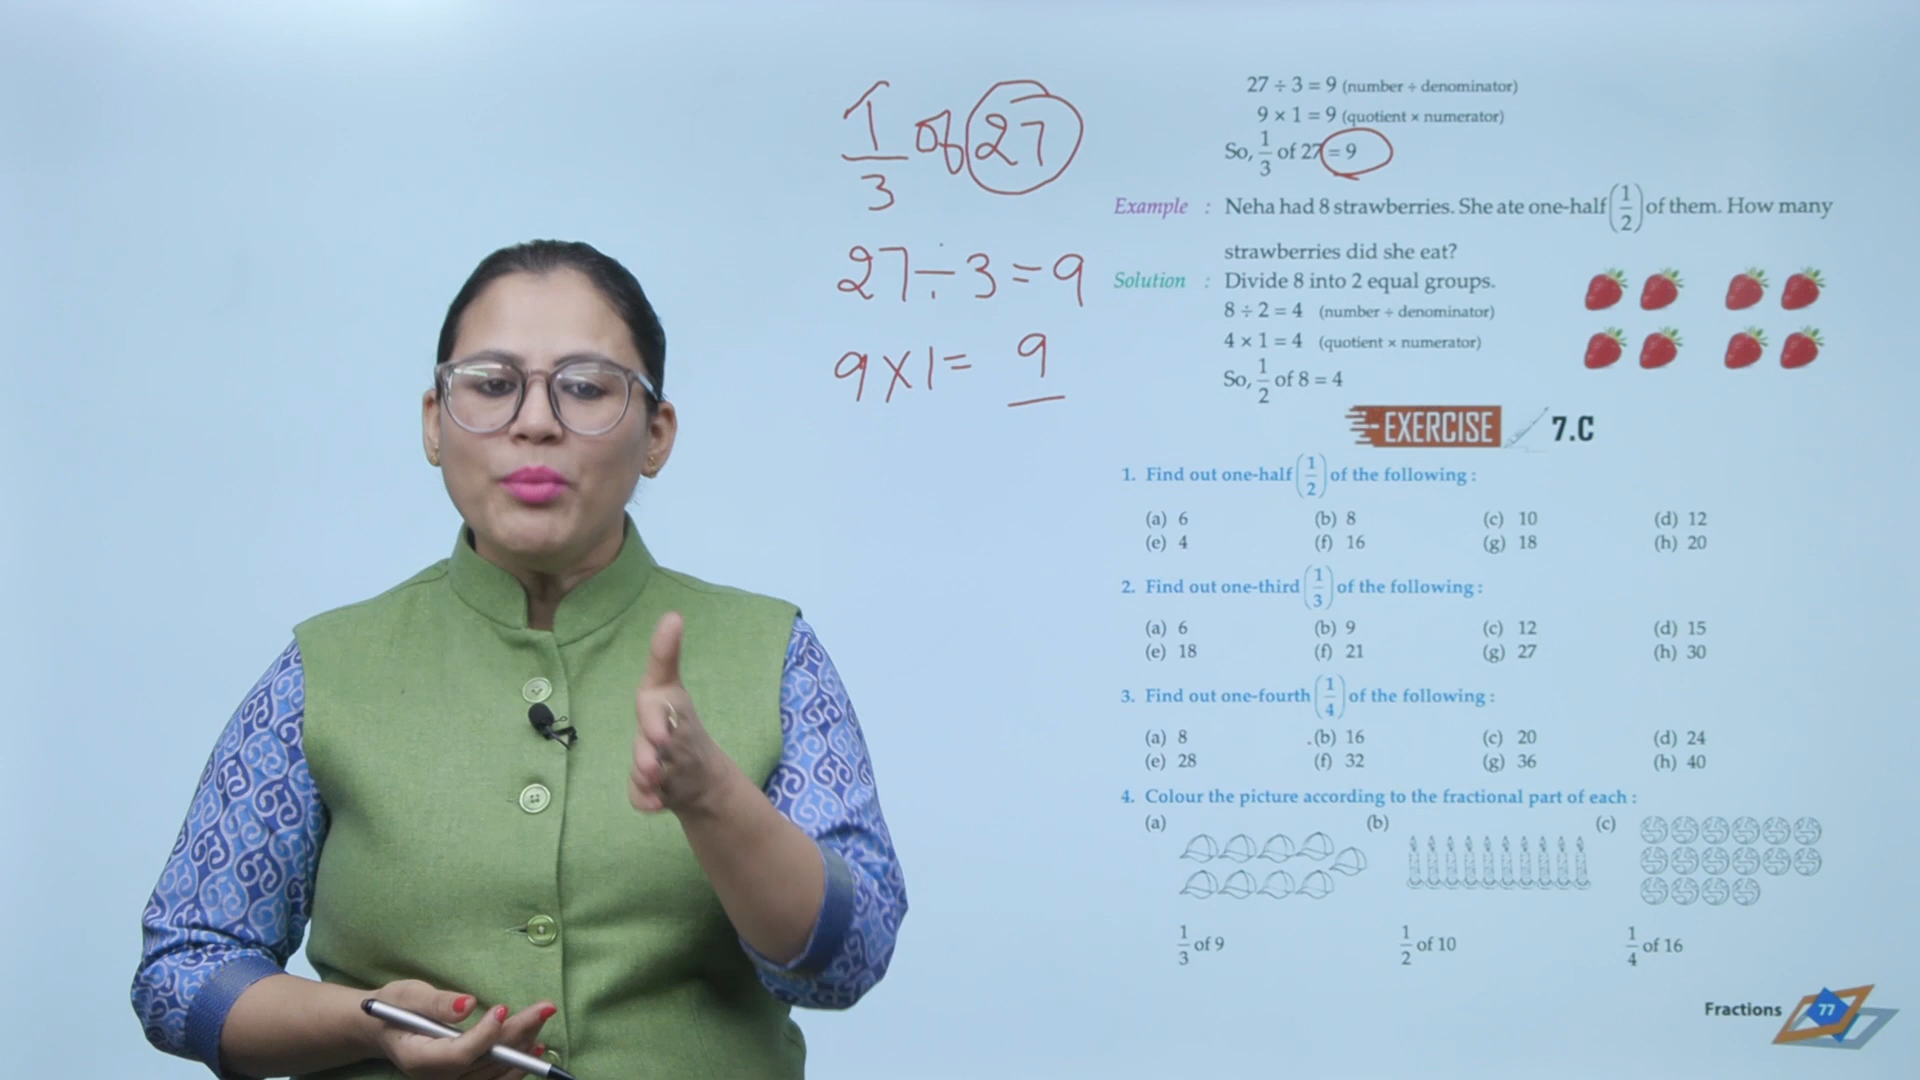 1/3 of 27
27÷3=9
9×1= 9
27 ÷ 3 = 9 (number ÷ denominator)
9 × 1 = 9 (quotient × numerator)
So, 1/3 of 27 = 9
Example : Neha had 8 strawberries. She ate one-half (1/2) of them. How many
strawberries did she eat?
Solution : Divide 8 into 2 equal groups.
8 ÷ 2 = 4 (number ÷ denominator)
4 × 1 = 4 (quotient × numerator)
So, 1/2 of 8 = 4
EXERCISE 7.C
1. Find out one-half (1/2) of the following :
(a) 6 (b) 8 (c) 10 (d) 12
(e) 4 (f) 16 (g) 18 (h) 20
2. Find out one-third (1/3) of the following :
(a) 6 (b) 9 (c) 12 (d) 15
(e) 18 (f) 21 (g) 27 (h) 30
3. Find out one-fourth (1/4) of the following :
(a) 8 .(b) 16 (c) 20 (d) 24
(e) 28 (f) 32 (g) 36 (h) 40
4. Colour the picture according to the fractional part of each :
(a) (b) (c)
1/3 of 9 1/2 of 10 1/4 of 16
Fractions 77